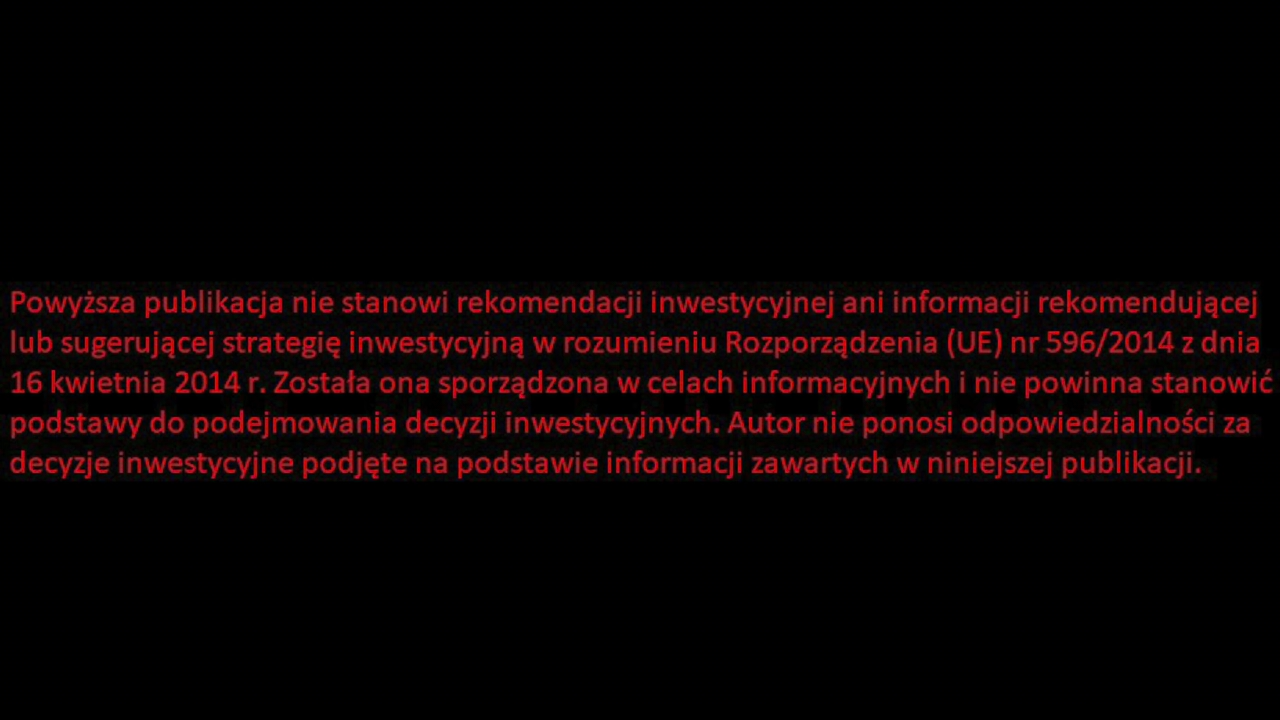 Powyższa publikacja nie stanowi rekomendacji inwestycyjnej ani informacji rekomendującej
lub sugerującej strategię inwestycyjną w rozumieniu Rozporządzenia (UE) nr 596/2014 z dnia
16 kwietnia 2014 r. Została ona sporządzona w celach informacyjnych i nie powinna stanowić
podstawy do podejmowania decyzji inwestycyjnych. Autor nie ponosi odpowiedzialności za
decyzje inwestycyjne podjęte na podstawie informacji zawartych w niniejszej publikacji.